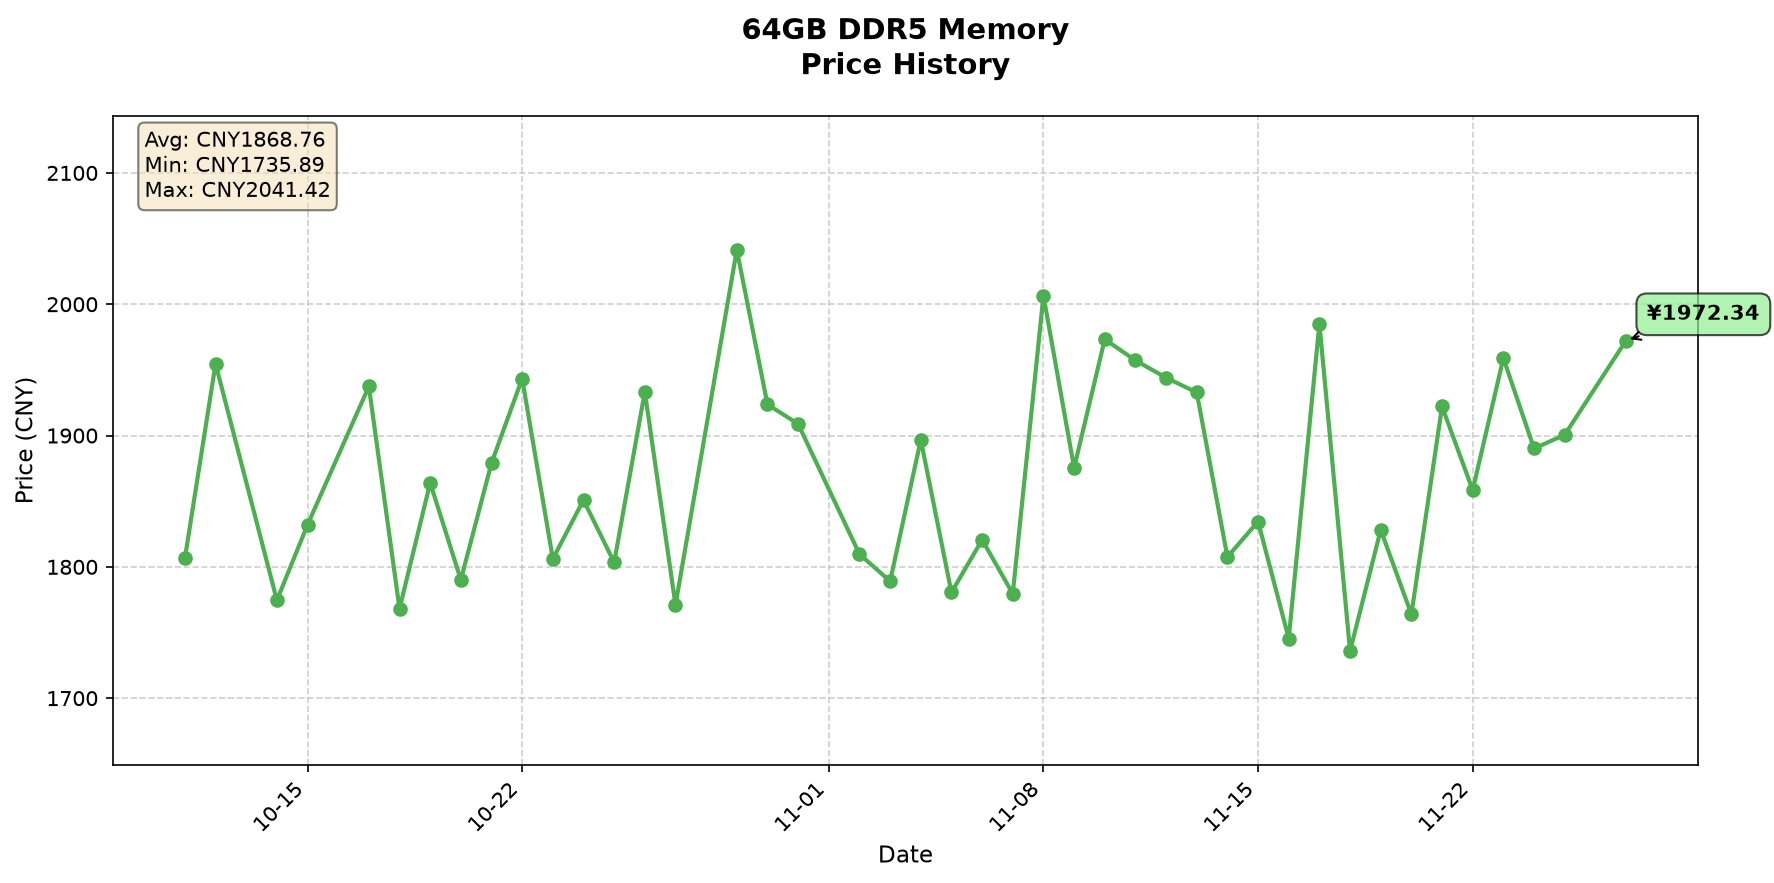 64GB DDR5 Memory
Price History
Avg: CNY1868.76
Min: CNY1735.89
Max: CNY2041.42
¥1972.34
Price (CNY)
2100
2000
1900
1800
1700
10-15
10-22
11-01
11-08
11-15
11-22
Date